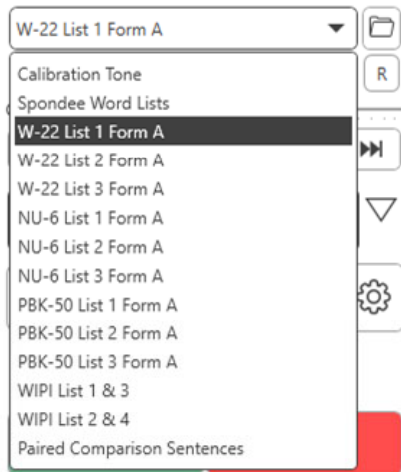 W-22 List 1 Form A
R
Calibration Tone
Spondee Word Lists
W-22 List 1 Form A
W-22 List 2 Form A
W-22 List 3 Form A
NU-6 List 1 Form A
NU-6 List 2 Form A
NU-6 List 3 Form A
PBK-50 List 1 Form A
PBK-50 List 2 Form A
PBK-50 List 3 Form A
WIPI List 1 & 3
WIPI List 2 & 4
Paired Comparison Sentences